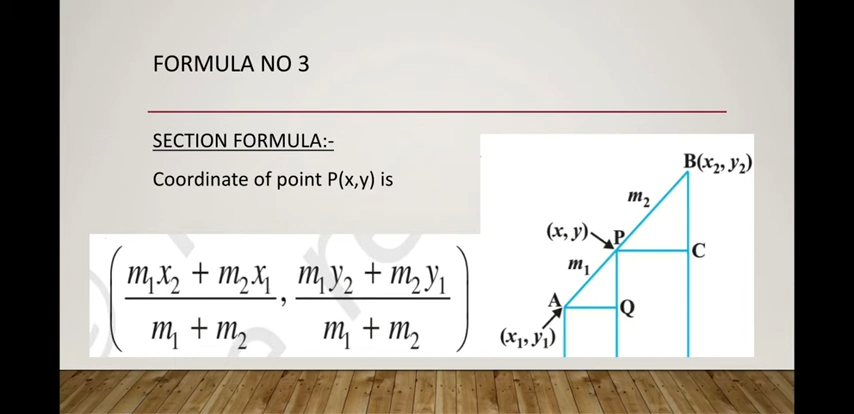 FORMULA NO 3
SECTION FORMULA:-
Coordinate of point P(x,y) is
(m₁x₂ + m₂x₁ / m₁ + m₂ , m₁y₂ + m₂y₁ / m₁ + m₂)
B(x₂, y₂)
m₂
(x, y)
P
C
m₁
A
Q
(x₁, y₁)